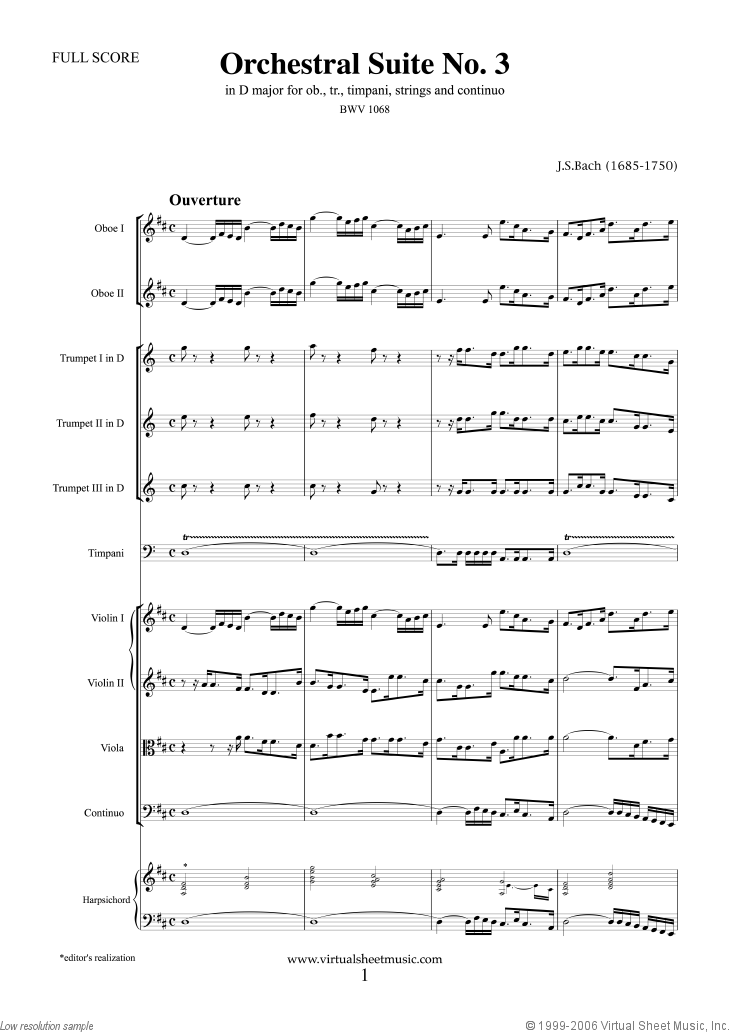 FULL SCORE
Orchestral Suite No. 3
in D major for ob., tr., timpani, strings and continuo
BWV 1068
J.S.Bach (1685-1750)
Ouverture
Oboe I
Oboe II
Trumpet I in D
Trumpet II in D
Trumpet III in D
Timpani
Violin I
Violin II
Viola
Continuo
*
Harpsichord
*editor's realization
www.virtualsheetmusic.com
1
Low resolution sample
© 1999-2006 Virtual Sheet Music, Inc.